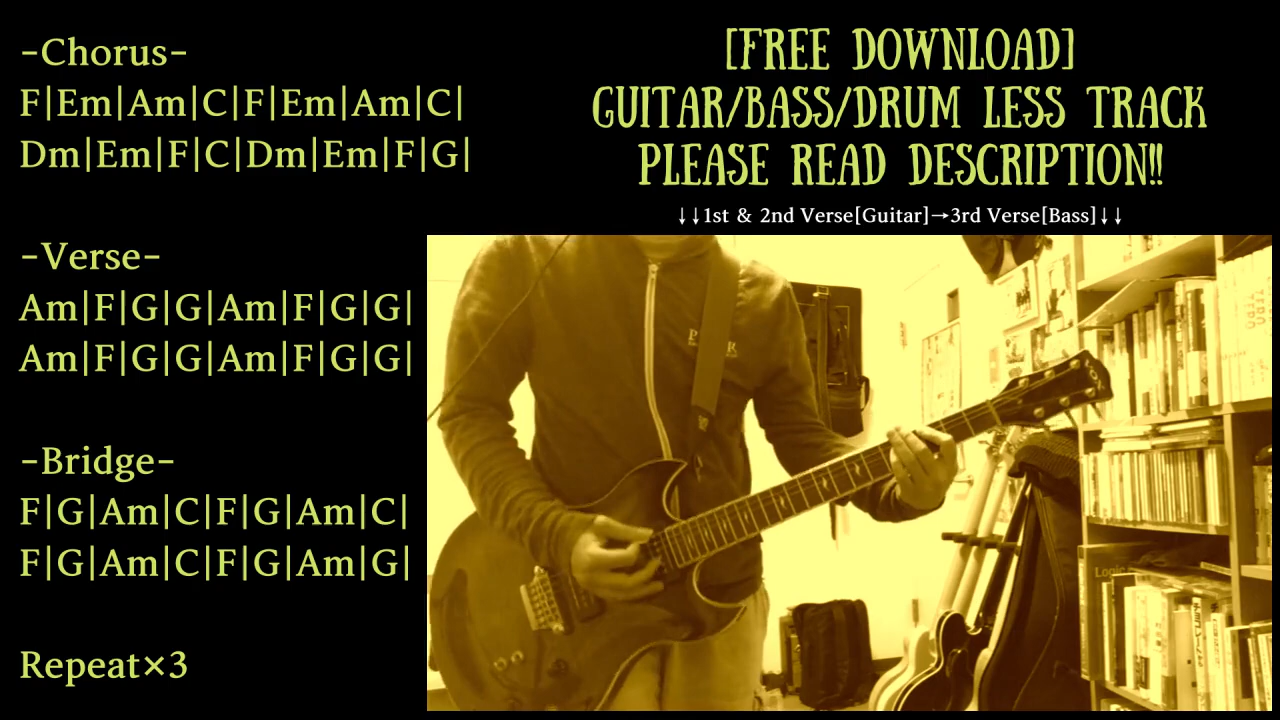 -Chorus-
F|Em|Am|C|F|Em|Am|C|
Dm|Em|F|C|Dm|Em|F|G|
-Verse-
Am|F|G|G|Am|F|G|G|
Am|F|G|G|Am|F|G|G|
-Bridge-
F|G|Am|C|F|G|Am|C|
F|G|Am|C|F|G|Am|G|
Repeat×3
[FREE DOWNLOAD]
GUITAR/BASS/DRUM LESS TRACK
PLEASE READ DESCRIPTION!!
↓↓1st & 2nd Verse[Guitar]→3rd Verse[Bass]↓↓
VOX
Logic